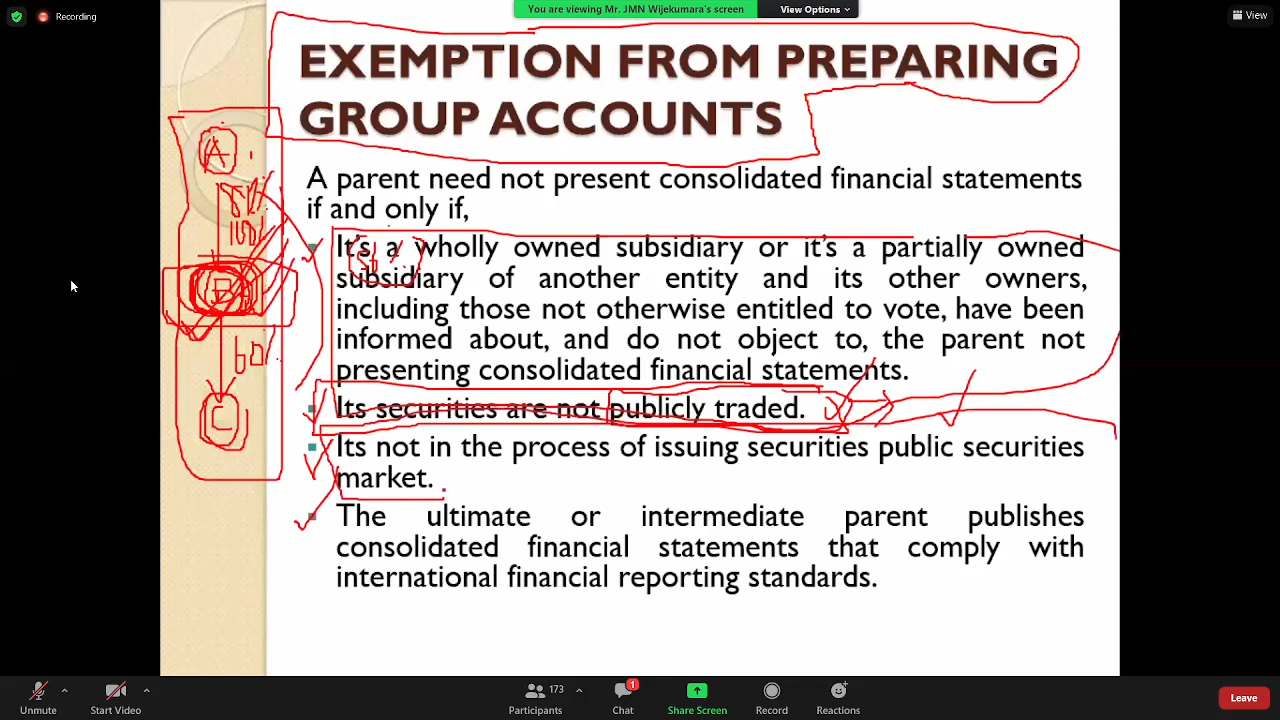 Recording
You are viewing Mr. JMN Wijekumara's screen
View Options
View
EXEMPTION FROM PREPARING
GROUP ACCOUNTS
A parent need not present consolidated financial statements
if and only if,
It's a wholly owned subsidiary or it's a partially owned
subsidiary of another entity and its other owners,
including those not otherwise entitled to vote, have been
informed about, and do not object to, the parent not
presenting consolidated financial statements.
Its securities are not publicly traded.
Its not in the process of issuing securities public securities
market.
The ultimate or intermediate parent publishes
consolidated financial statements that comply with
international financial reporting standards.
A
B
C
Unmute
Start Video
173
Participants
1
Chat
Share Screen
Record
Reactions
Leave